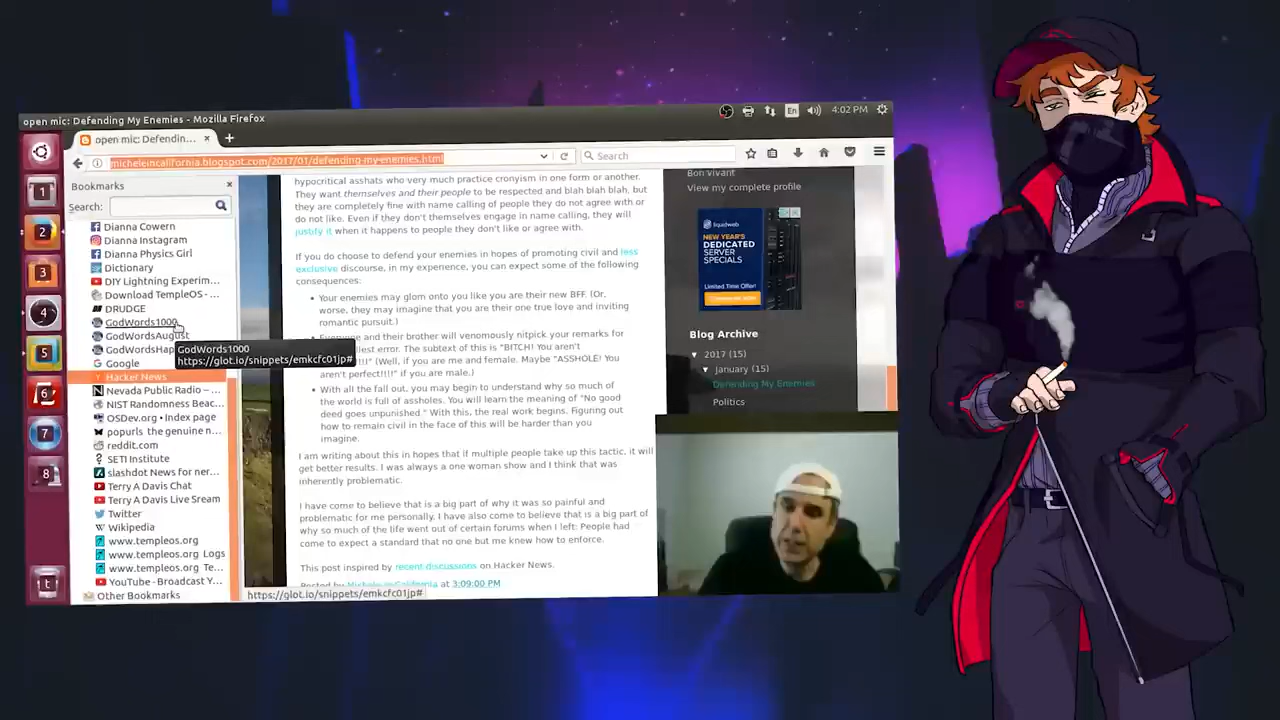 open mic: Defending My Enemies - Mozilla Firefox
En
4:02 PM
open mic: Defendin...
micheleincalifornia.blogspot.com/2017/01/defending-my-enemies.html
Search
Bookmarks
Search:
Dianna Cowern
Dianna Instagram
Dianna Physics Girl
Dictionary
DIY Lightning Experim...
Download TempleOS - ...
DRUDGE
GodWords1000
GodWordsAugust
GodWordsHap
Google
Hacker News
Nevada Public Radio – ...
NIST Randomness Beac...
OSDev.org • Index page
popurls the genuine n...
reddit.com
SETI Institute
slashdot News for ner...
Terry A Davis Chat
Terry A Davis Live Sream
Twitter
Wikipedia
www.templeos.org
www.templeos.org Logs
www.templeos.org Te...
YouTube - Broadcast Y...
Other Bookmarks
GodWords1000
https://glot.io/snippets/emkcfc01jp#
hypocritical asshats who very much practice cronyism in one form or another.
They want themselves and their people to be respected and blah blah blah, but
they are completely fine with name calling of people they do not agree with or
do not like. Even if they don't themselves engage in name calling, they will
justify it when it happens to people they don't like or agree with.
If you do choose to defend your enemies in hopes of promoting civil and less
exclusive discourse, in my experience, you can expect some of the following
consequences:
• Your enemies may glom onto you like you are their new BFF. (Or,
worse, they may imagine that you are their one true love and inviting
romantic pursuit.)
• Everyone and their brother will venomously nitpick your remarks for
llest error. The subtext of this is "BITCH! You aren't
!!!!" (Well, if you are me and female. Maybe "ASSHOLE! You
aren't perfect!!!!" if you are male.)
• With all the fall out, you may begin to understand why so much of
the world is full of assholes. You will learn the meaning of "No good
deed goes unpunished." With this, the real work begins. Figuring out
how to remain civil in the face of this will be harder than you
imagine.
I am writing about this in hopes that if multiple people take up this tactic, it will
get better results. I was always a one woman show and I think that was
inherently problematic.
I have come to believe that is a big part of why it was so painful and
problematic for me personally. I have also come to believe that is a big part of
why so much of the life went out of certain forums when I left: People had
come to expect a standard that no one but me knew how to enforce.
This post inspired by recent discussions on Hacker News.
Posted by Michele in California at 3:09:00 PM
https://glot.io/snippets/emkcfc01jp#
Bon Vivant
View my complete profile
liquidweb
NEW YEAR'S
DEDICATED
SERVER
SPECIALS
Limited Time Offer!
Blog Archive
▼ 2017 (15)
▼ January (15)
Defending My Enemies
Politics
1
2
3
4
5
6
7
8